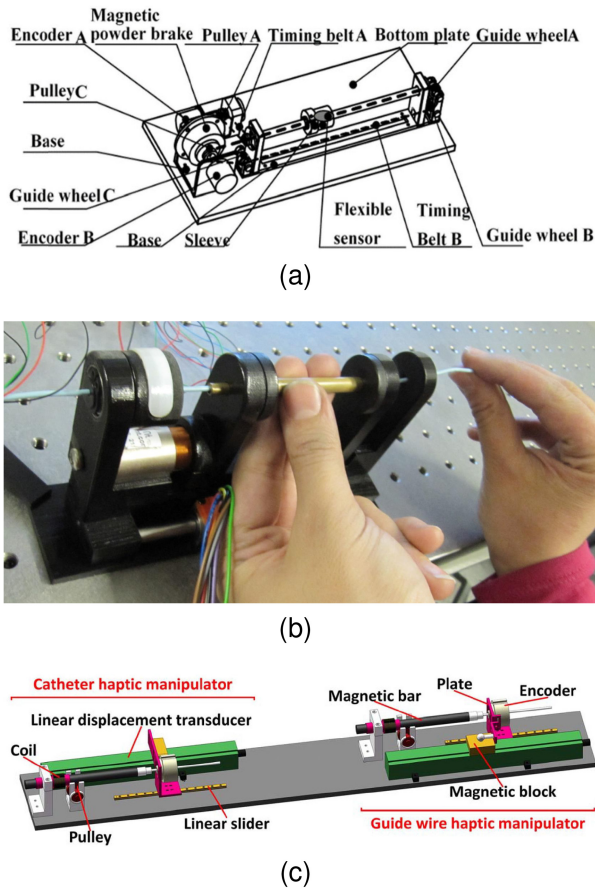 Encoder A
Magnetic
powder brake
Pulley A
Timing belt A
Bottom plate
Guide wheelA
PulleyC
Base
Guide wheel C
Encoder B
Base
Sleeve
Flexible
sensor
Timing
Belt B
Guide wheel B
(a)
(b)
Catheter haptic manipulator
Linear displacement transducer
Coil
Pulley
Linear slider
Magnetic bar
Plate
Encoder
Magnetic block
Guide wire haptic manipulator
(c)